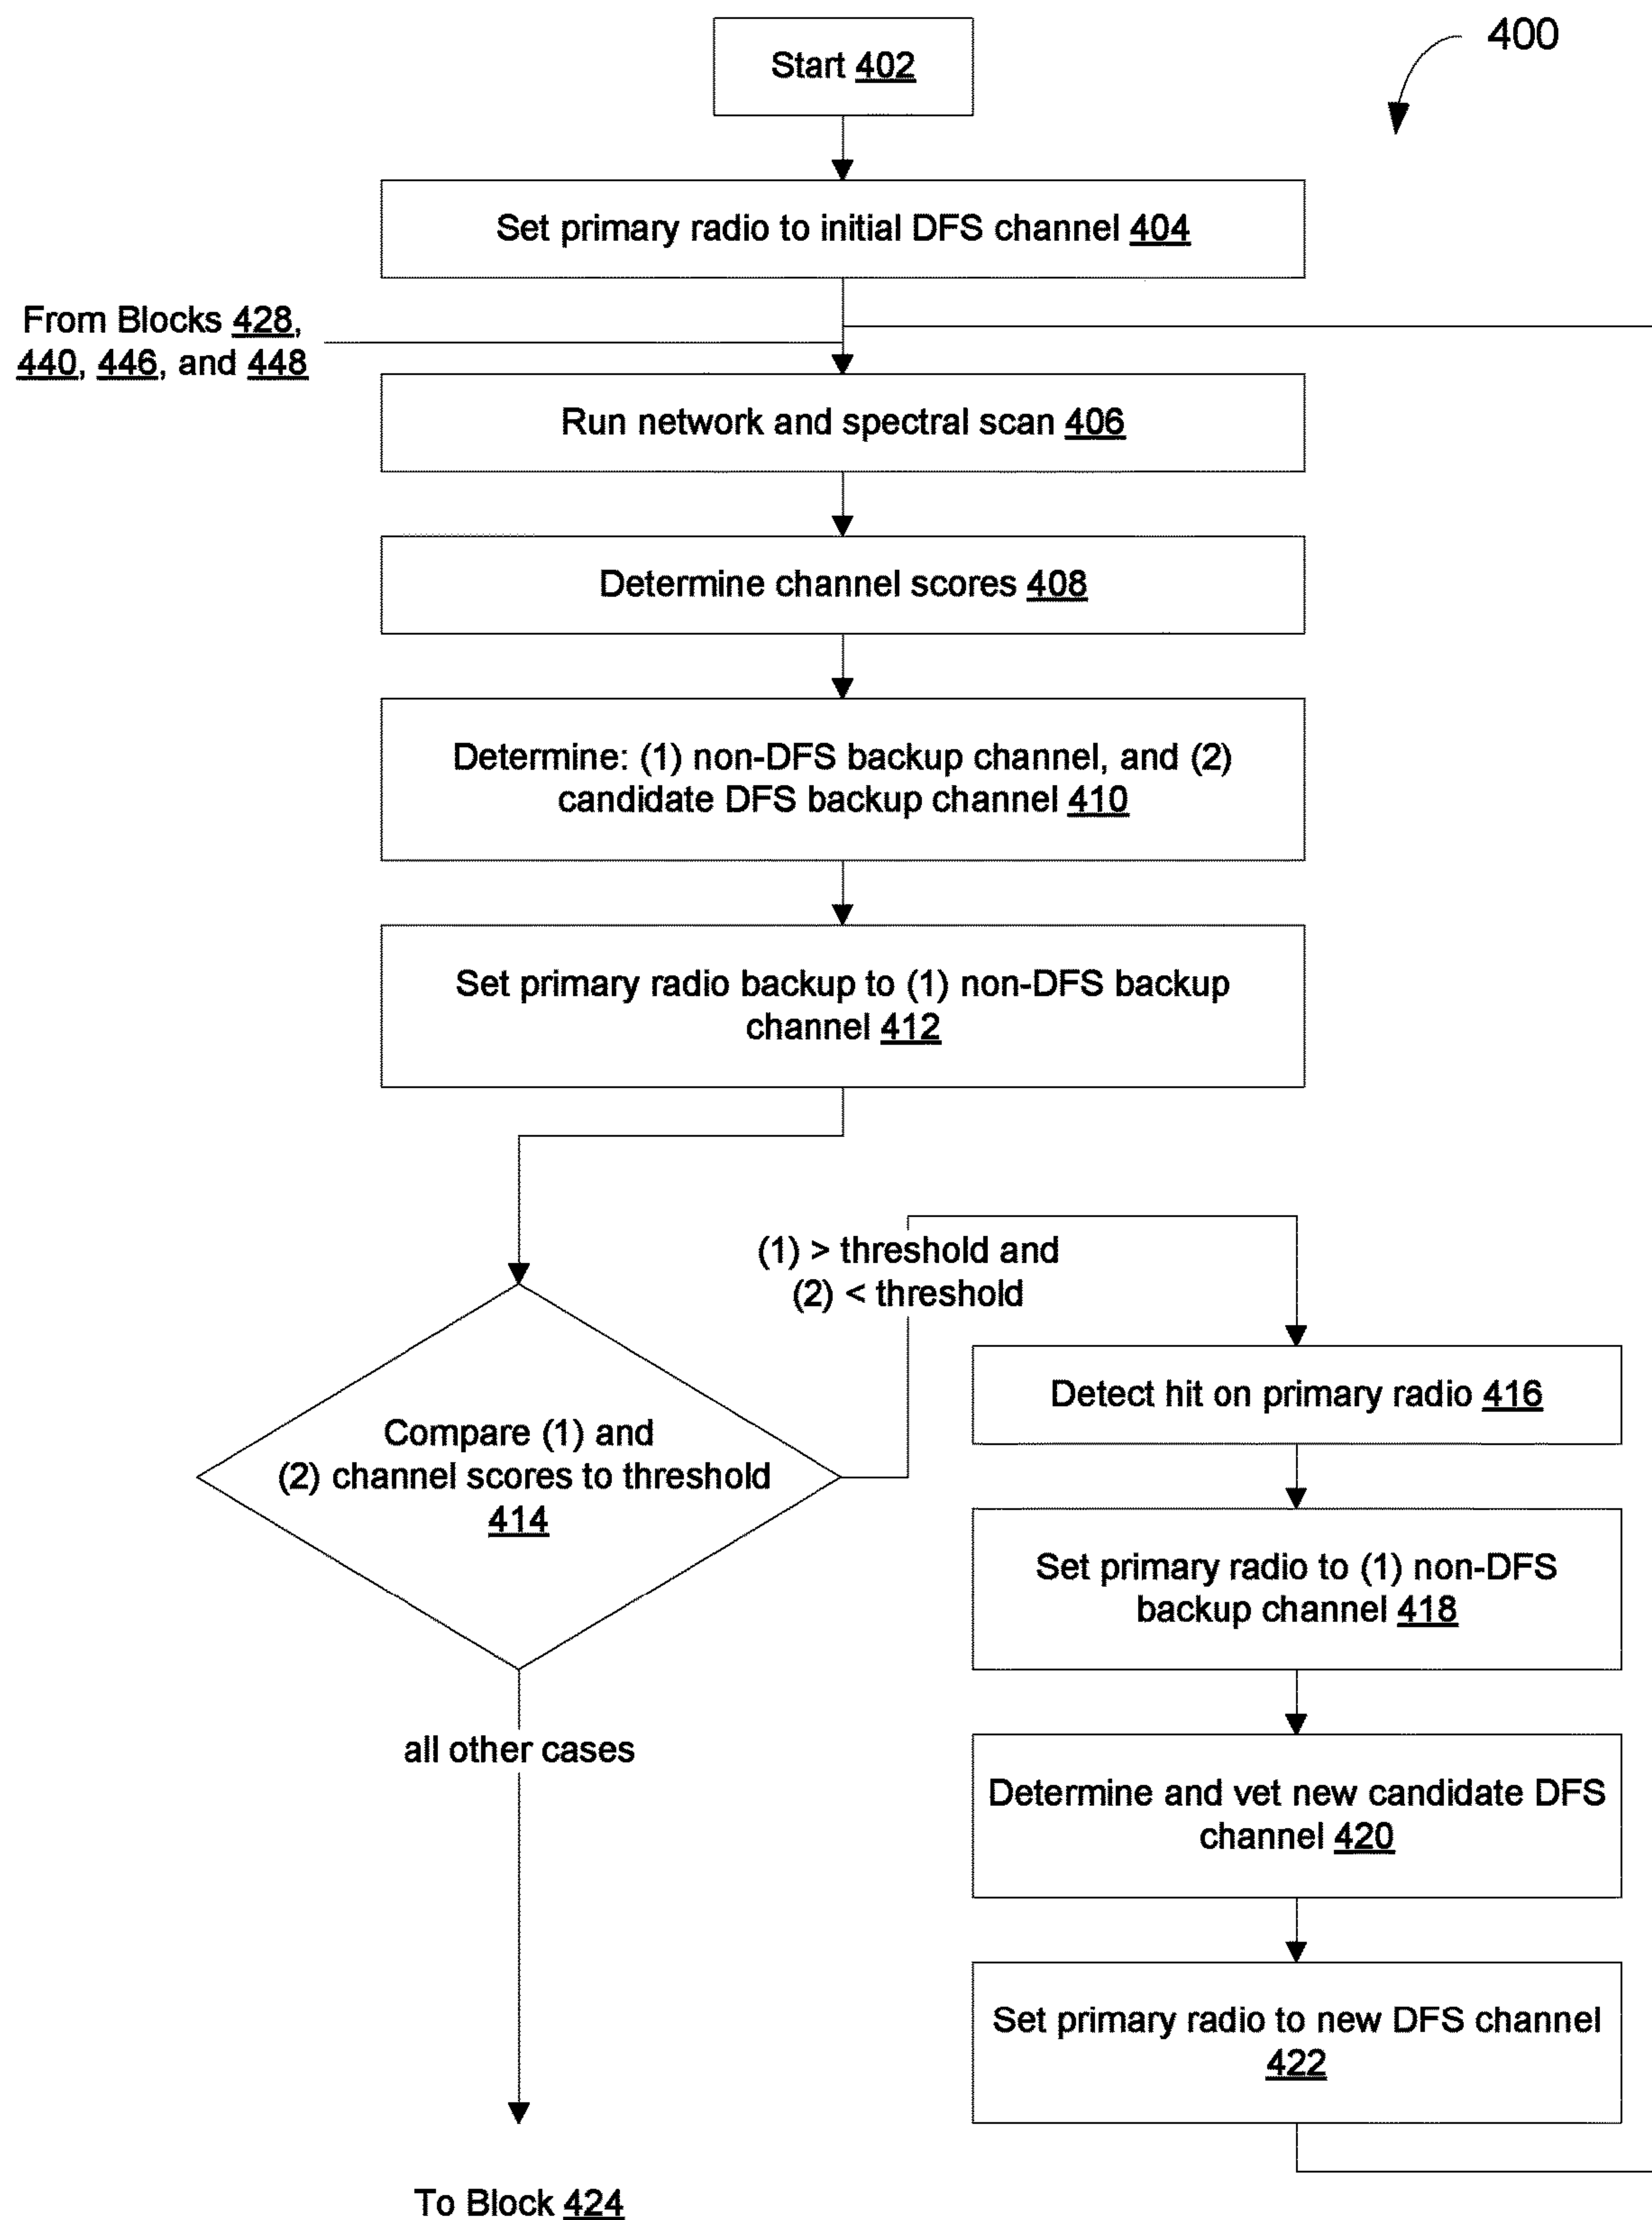 400
Start 402
Set primary radio to initial DFS channel 404
From Blocks 428,
440, 446, and 448
Run network and spectral scan 406
Determine channel scores 408
Determine: (1) non-DFS backup channel, and (2)
candidate DFS backup channel 410
Set primary radio backup to (1) non-DFS backup
channel 412
(1) > threshold and
(2) < threshold
Compare (1) and
(2) channel scores to threshold
414
Detect hit on primary radio 416
Set primary radio to (1) non-DFS
backup channel 418
Determine and vet new candidate DFS
channel 420
Set primary radio to new DFS channel
422
all other cases
To Block 424